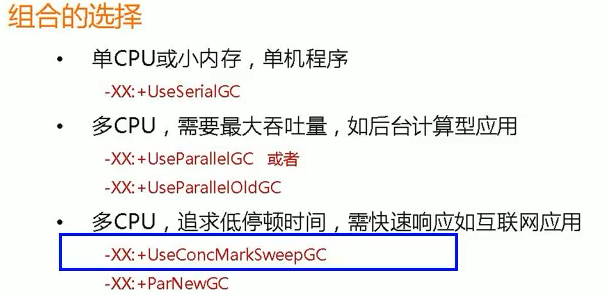 组合的选择
• 单CPU或小内存，单机程序
-XX:+UseSerialGC
• 多CPU，需要最大吞吐量，如后台计算型应用
-XX:+UseParallelGC 或者
-XX:+UseParallelOldGC
• 多CPU，追求低停顿时间，需快速响应如互联网应用
-XX:+UseConcMarkSweepGC
-XX:+ParNewGC